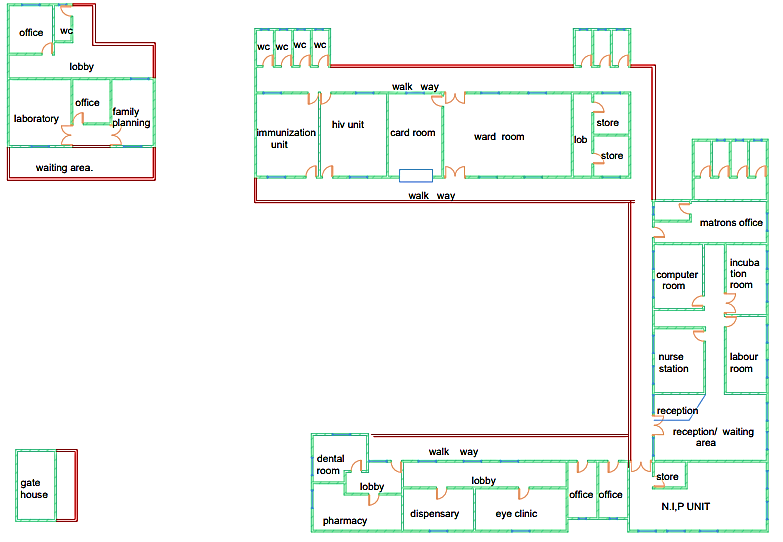 office
wc
lobby
laboratory
office
family
planning
waiting area.
wc wc wc wc
walk way
immunization
unit
hiv unit
card room
ward room
lob
store
store
walk way
matrons office
computer
room
incuba
tion
room
nurse
station
labour
room
reception
reception/ waiting
area
walk way
dental
room
lobby
lobby
pharmacy
dispensary
eye clinic
office
office
store
N.I,P UNIT
gate
house